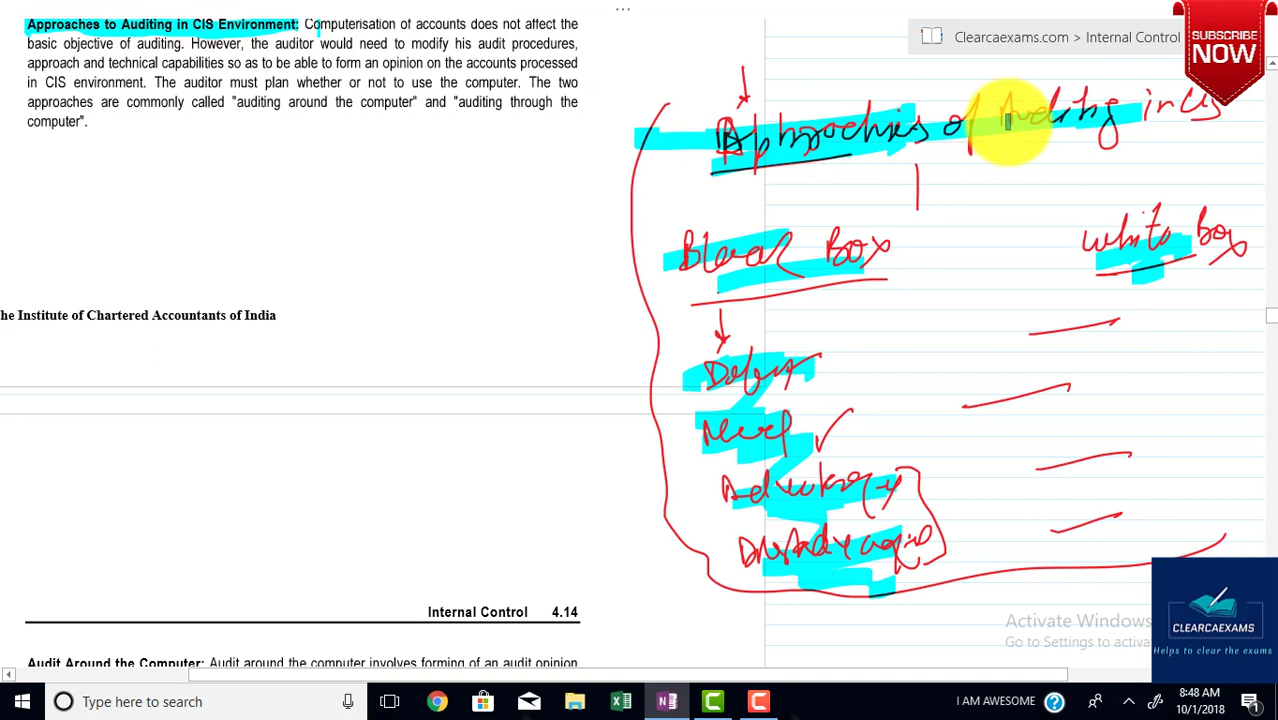 Approaches to Auditing in CIS Environment: Computerisation of accounts does not affect the
basic objective of auditing. However, the auditor would need to modify his audit procedures,
approach and technical capabilities so as to be able to form an opinion on the accounts processed
in CIS environment. The auditor must plan whether or not to use the computer. The two
approaches are commonly called "auditing around the computer" and "auditing through the
computer".
he Institute of Chartered Accountants of India
Internal Control 4.14
Audit Around the Computer: Audit around the computer involves forming of an audit opinion
Clearcaexams.com > Internal Control
SUBSCRIBE
NOW
of Auditing in CIS
Box
White Box
Need
Activate Windows
Go to Settings to activa
CLEARCAEXAMS
Helps to clear the exams
Type here to search
I AM AWESOME
8:48 AM
10/1/2018
1